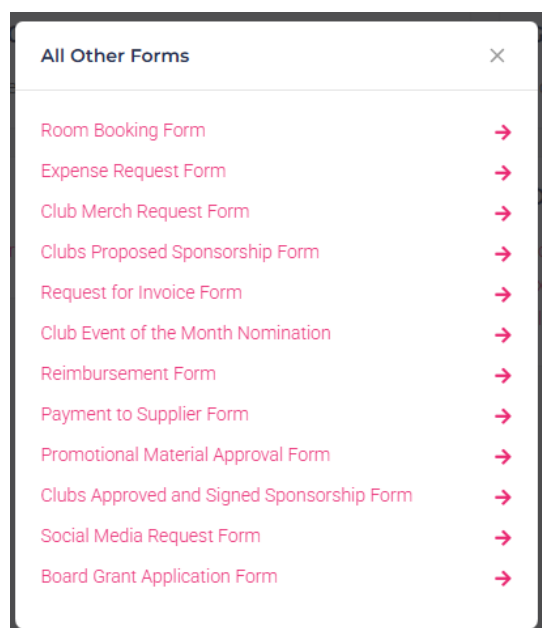 All Other Forms
Room Booking Form
Expense Request Form
Club Merch Request Form
Clubs Proposed Sponsorship Form
Request for Invoice Form
Club Event of the Month Nomination
Reimbursement Form
Payment to Supplier Form
Promotional Material Approval Form
Clubs Approved and Signed Sponsorship Form
Social Media Request Form
Board Grant Application Form